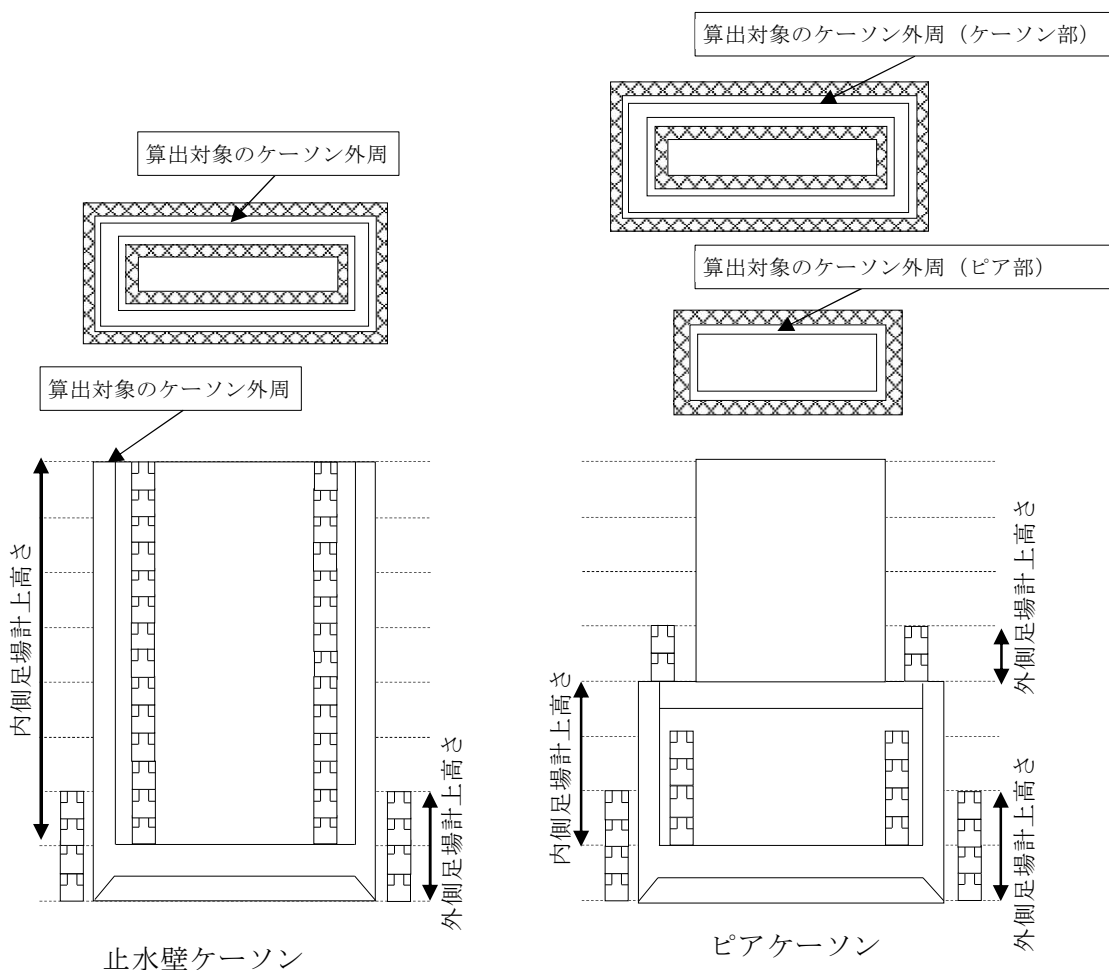 算出対象のケーソン外周（ケーソン部）
算出対象のケーソン外周
算出対象のケーソン外周（ピア部）
算出対象のケーソン外周
内側足場計上高さ
外側足場計上高さ
外側足場計上高さ
内側足場計上高さ
外側足場計上高さ
止水壁ケーソン
ピアケーソン